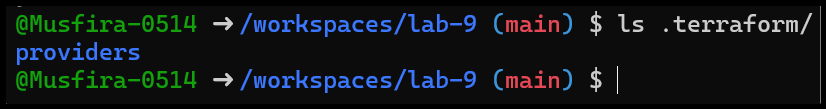 @Musfira-0514 ➜ /workspaces/lab-9 (main) $ ls .terraform/
providers
@Musfira-0514 ➜ /workspaces/lab-9 (main) $